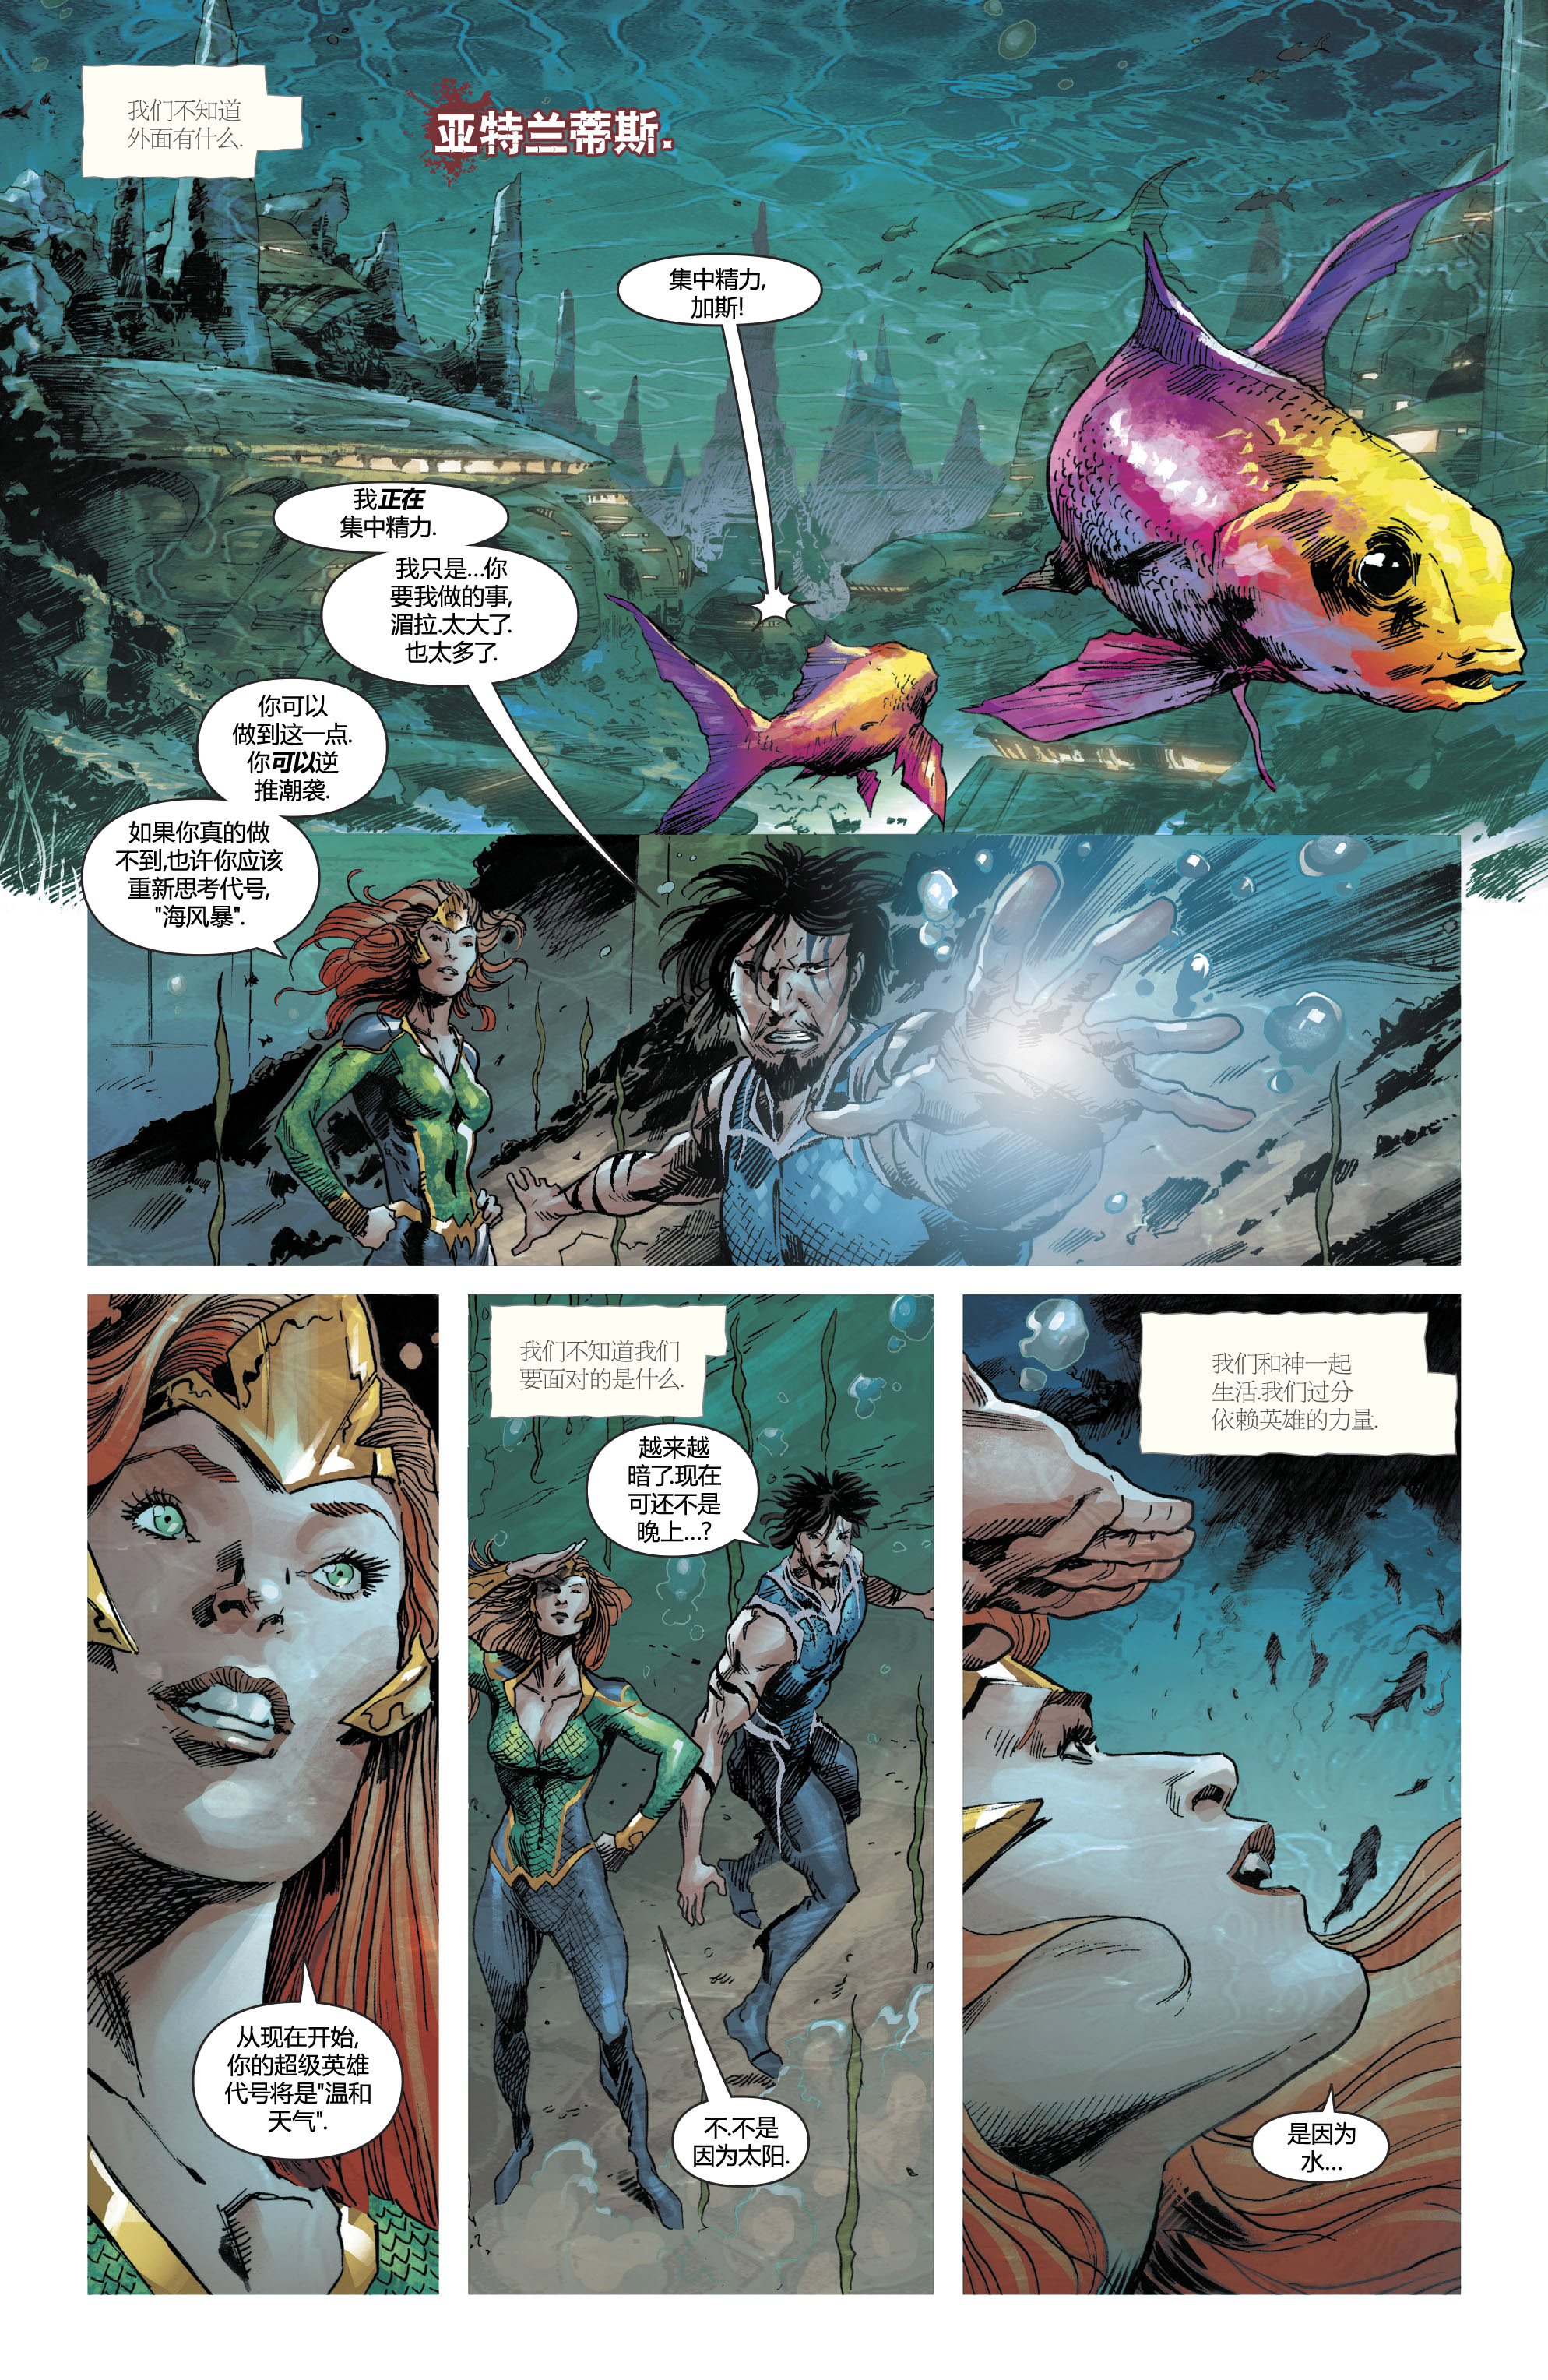 我们不知道
外面有什么.
亚特兰蒂斯.
集中精力,
加斯!
我正在
集中精力.
我只是...你
要我做的事,
湄拉.太大了.
也太多了.
你可以
做到这一点.
你可以逆
推潮袭.
如果你真的做
不到,也许你应该
重新思考代号,
"海风暴".
从现在开始,
你的超级英雄
代号将是"温和
天气".
我们不知道我们
要面对的是什么.
越来越
暗了.现在
可还不是
晚上...?
不.不是
因为太阳.
我们和神一起
生活.我们过分
依赖英雄的力量.
是因为
水...